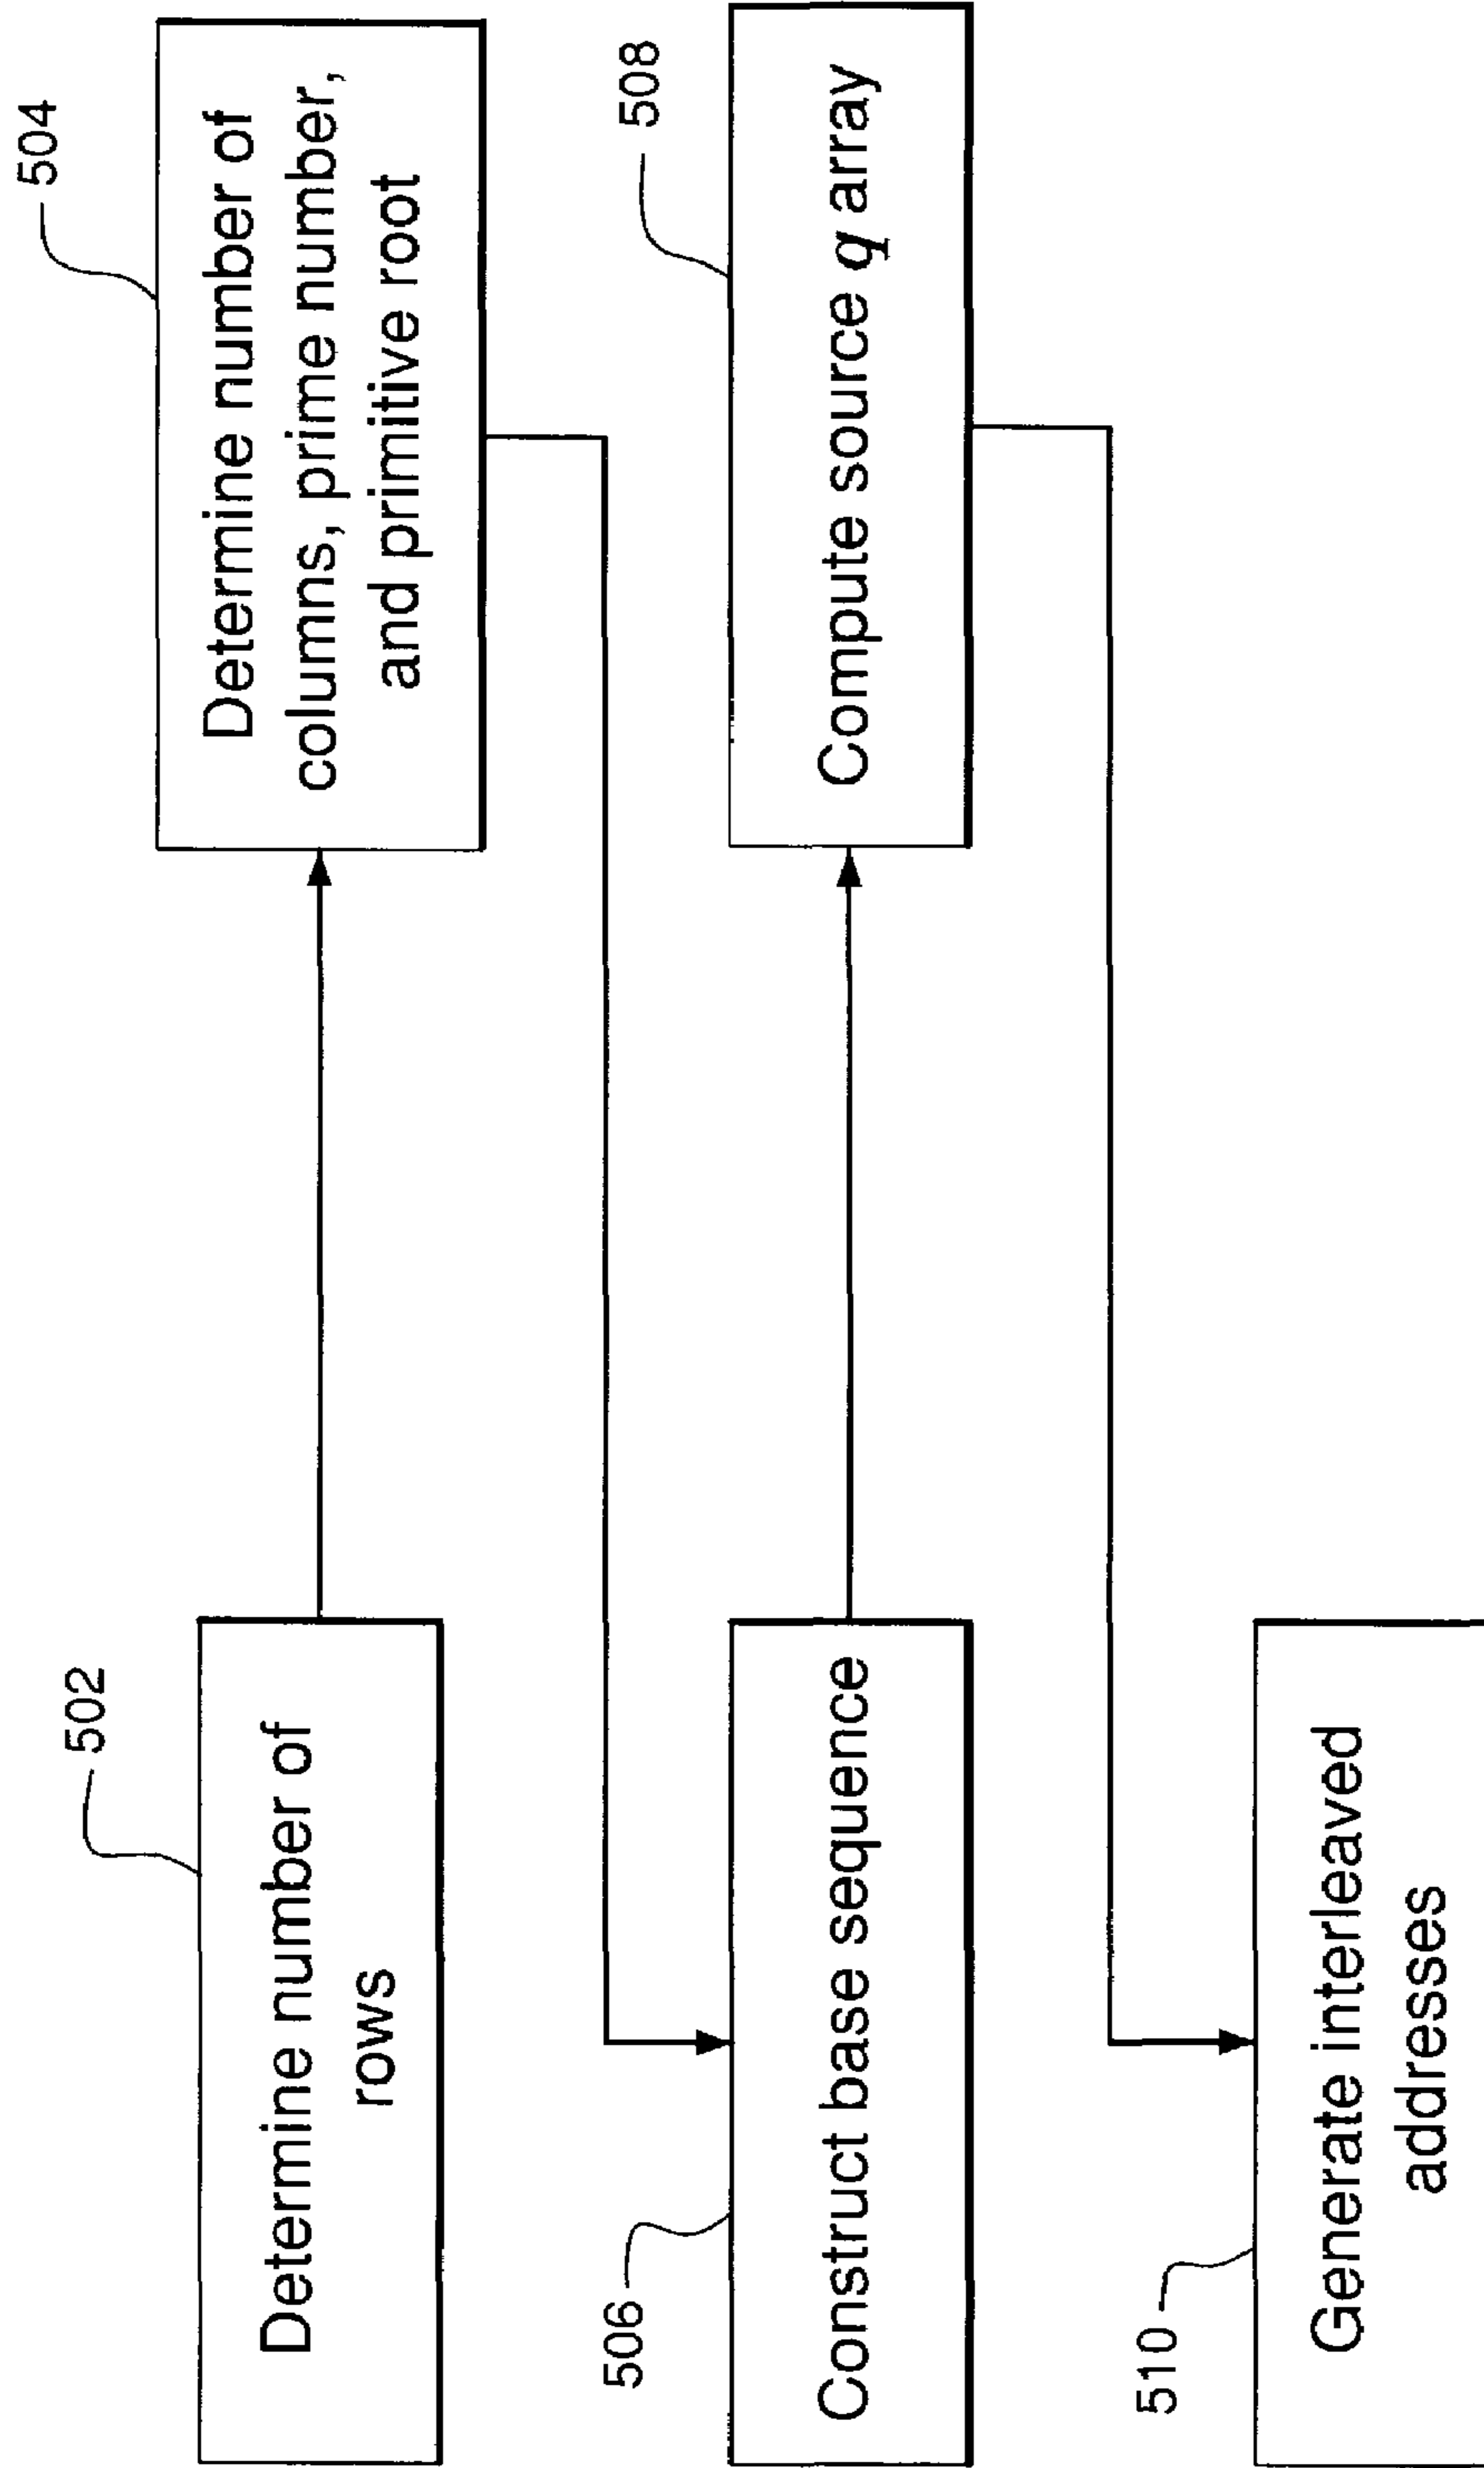 502
Determine number of
rows
504
Determine number of
columns, prime number,
and primitive root
506
Construct base sequence
508
Compute source q array
510
Generate interleaved
addresses